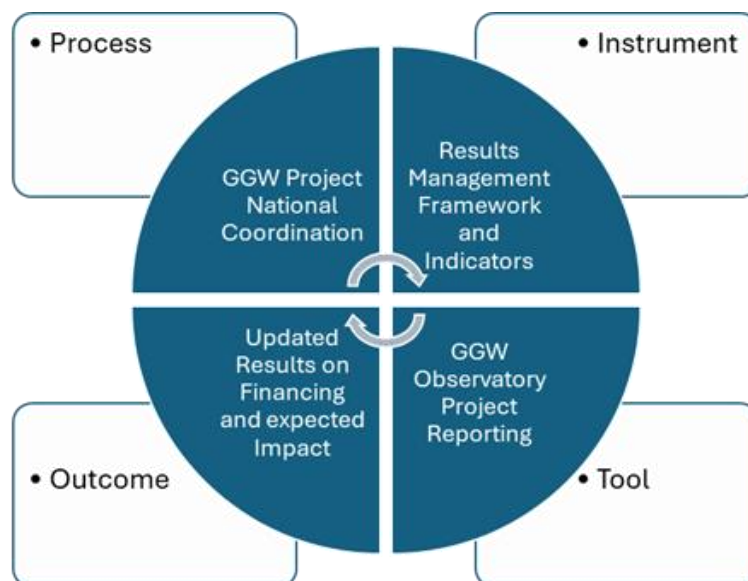 • Process
• Instrument
GGW Project
National
Coordination
Results
Management
Framework
and
Indicators
Updated
Results on
Financing
and expected
Impact
GGW
Observatory
Project
Reporting
• Outcome
• Tool